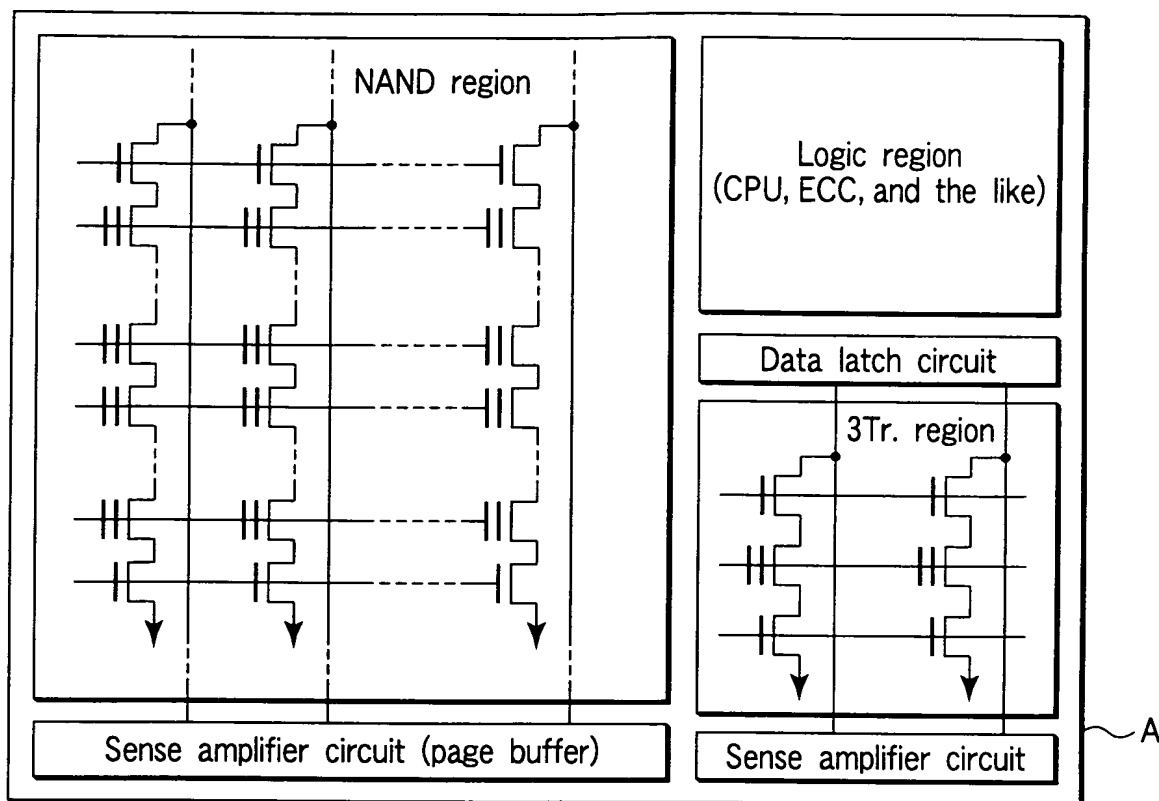 NAND region
Logic region
(CPU, ECC, and the like)
Data latch circuit
3Tr. region
Sense amplifier circuit (page buffer)
Sense amplifier circuit
A